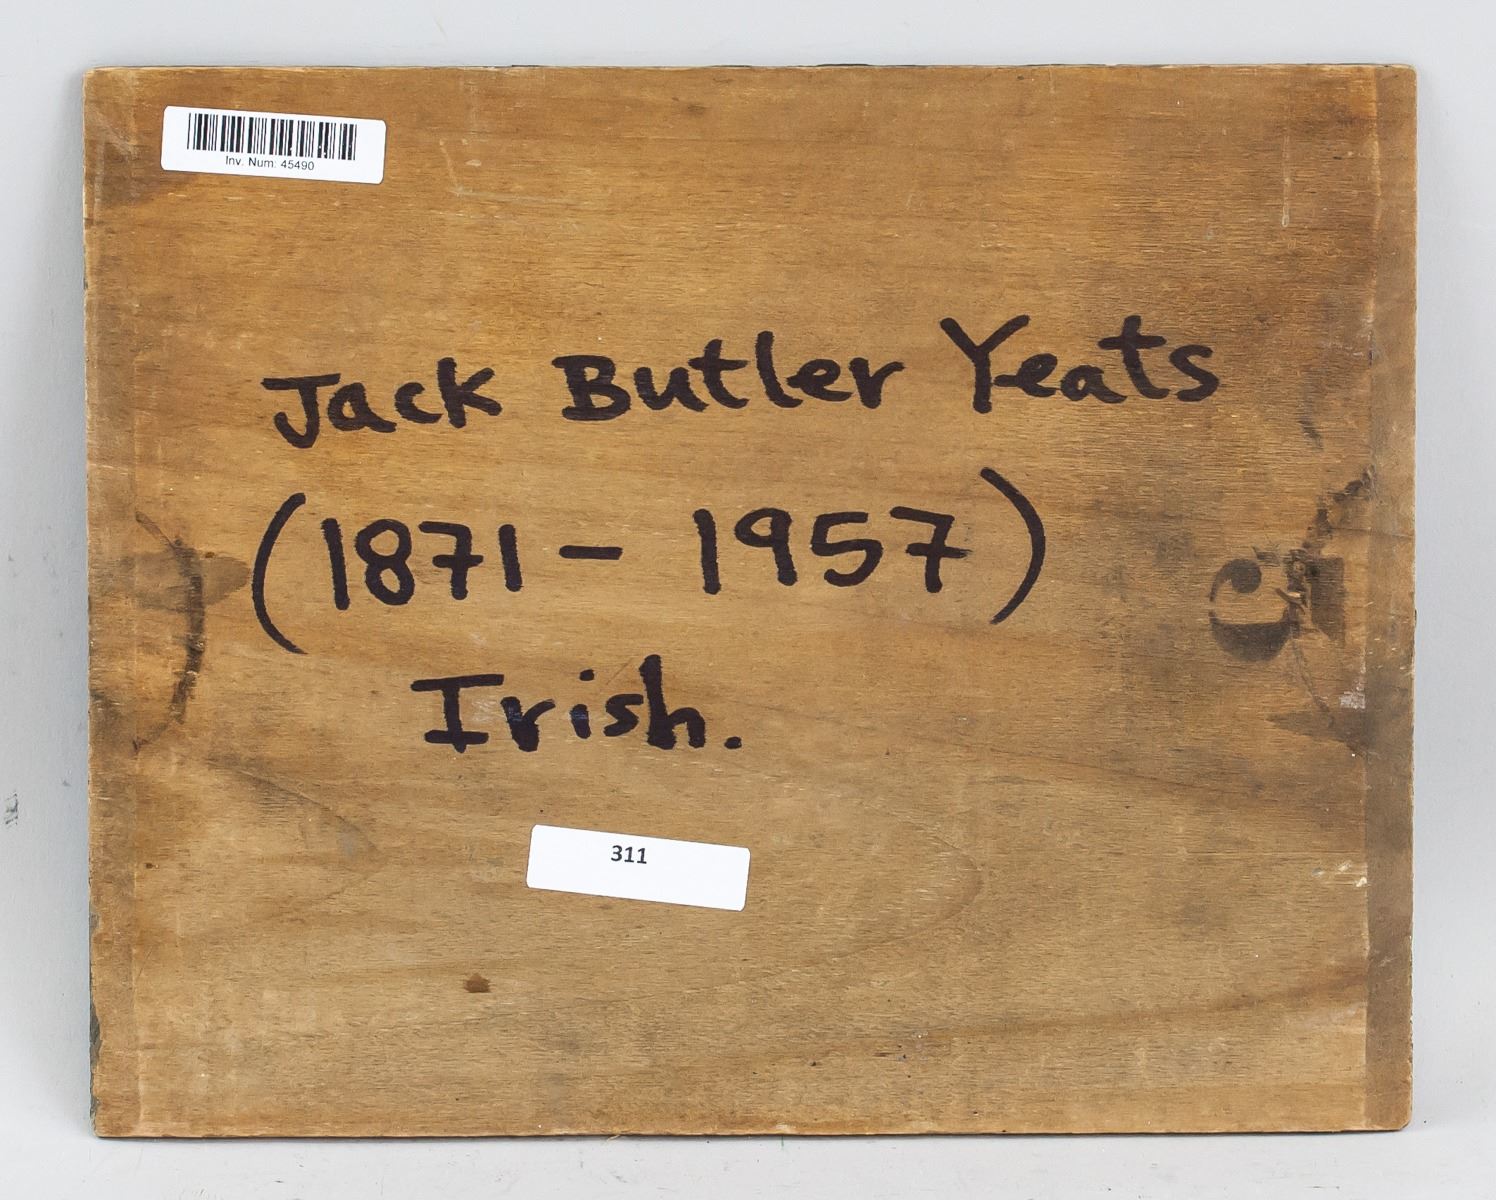 Inv. Num: 45490
Jack Butler Yeats
(1871 - 1957)
Irish.
311